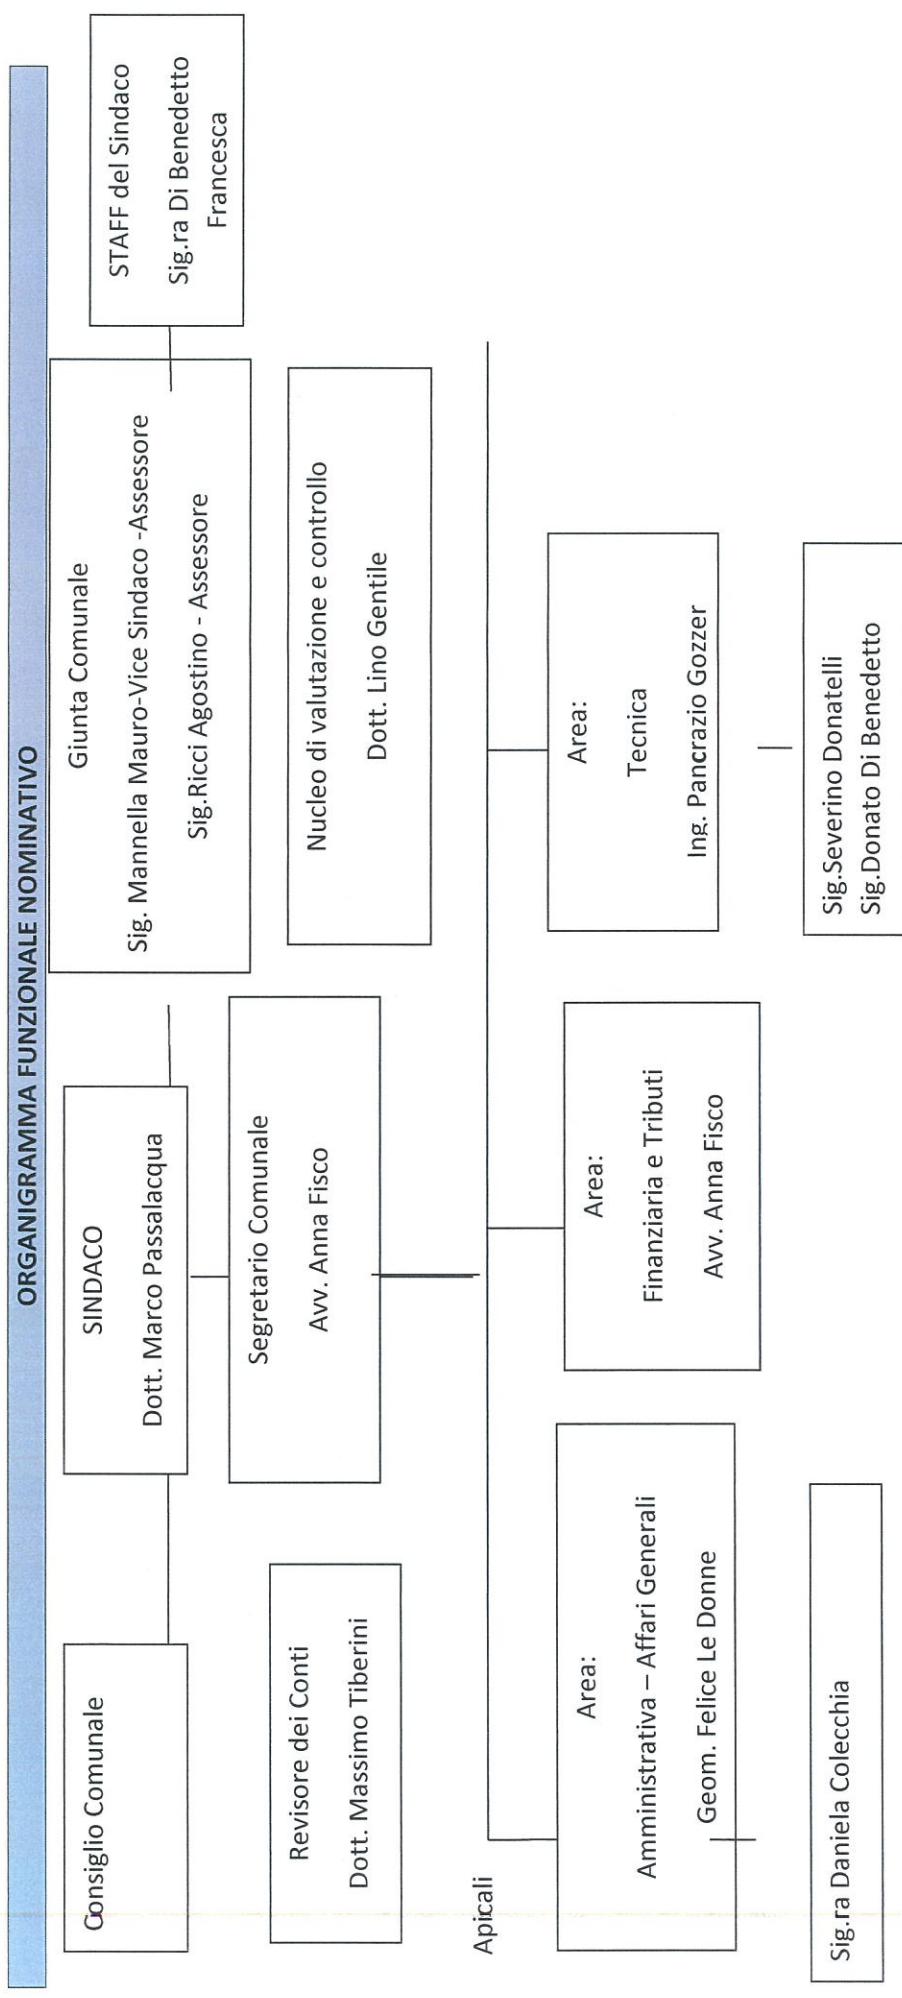 ORGANIGRAMMA FUNZIONALE NOMINATIVO
Consiglio Comunale
SINDACO
Dott. Marco Passalacqua
Giunta Comunale
Sig. Mannella Mauro-Vice Sindaco -Assessore
Sig.Ricci Agostino - Assessore
STAFF del Sindaco
Sig.ra Di Benedetto
Francesca
Revisore dei Conti
Dott. Massimo Tiberini
Segretario Comunale
Avv. Anna Fisco
Nucleo di valutazione e controllo
Dott. Lino Gentile
Apicali
Area:
Amministrativa – Affari Generali
Geom. Felice Le Donne
Area:
Finanziaria e Tributi
Avv. Anna Fisco
Area:
Tecnica
Ing. Pancrazio Gozzer
Sig.ra Daniela Colecchia
Sig.Severino Donatelli
Sig.Donato Di Benedetto